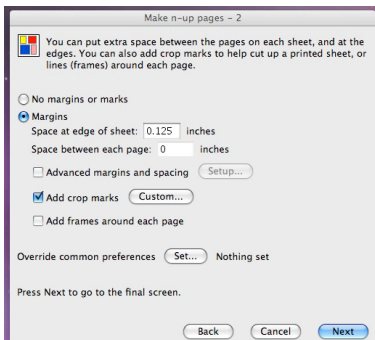 Make n-up pages - 2
You can put extra space between the pages on each sheet, and at the
edges. You can also add crop marks to help cut up a printed sheet, or
lines (frames) around each page.
No margins or marks
Margins
Space at edge of sheet: 0.125 inches
Space between each page: 0 inches
Advanced margins and spacing Setup...
Add crop marks Custom...
Add frames around each page
Override common preferences Set... Nothing set
Press Next to go to the final screen.
Back Cancel Next